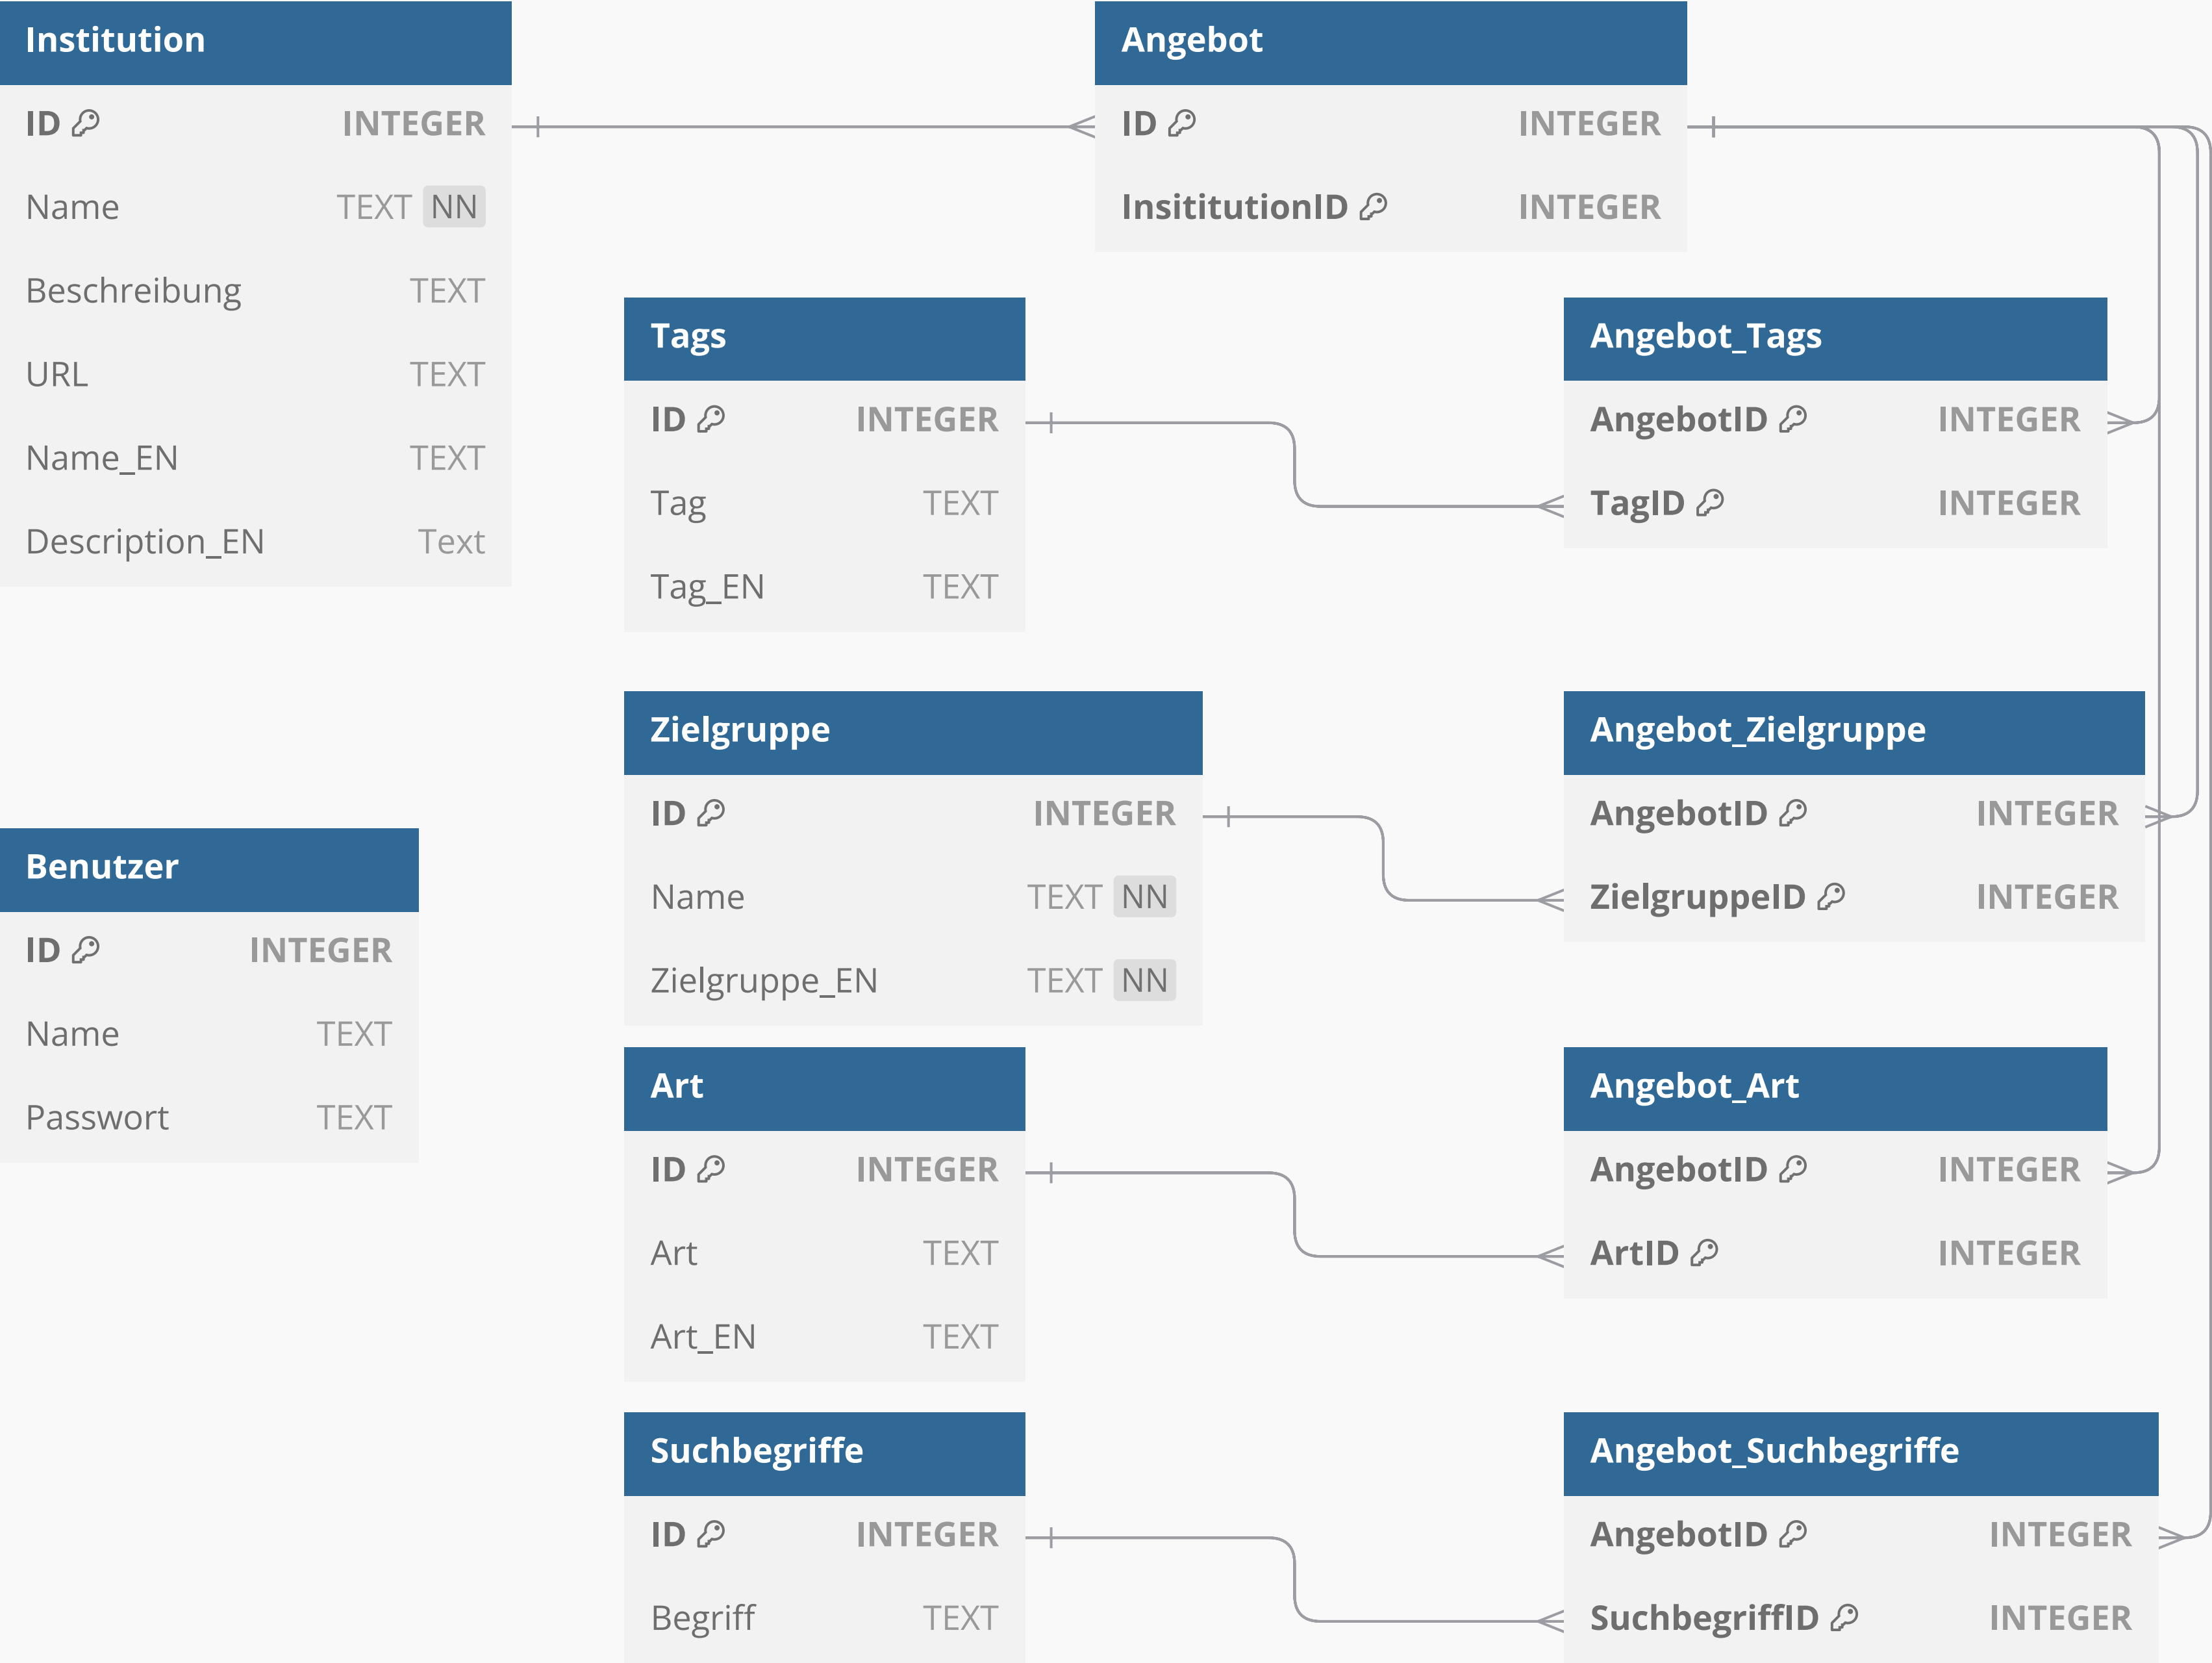 Institution
ID INTEGER
Name TEXT NN
Beschreibung TEXT
URL TEXT
Name_EN TEXT
Description_EN Text
Angebot
ID INTEGER
InsititutionID INTEGER
Tags
ID INTEGER
Tag TEXT
Tag_EN TEXT
Angebot_Tags
AngebotID INTEGER
TagID INTEGER
Zielgruppe
ID INTEGER
Name TEXT NN
Zielgruppe_EN TEXT NN
Angebot_Zielgruppe
AngebotID INTEGER
ZielgruppeID INTEGER
Benutzer
ID INTEGER
Name TEXT
Passwort TEXT
Art
ID INTEGER
Art TEXT
Art_EN TEXT
Angebot_Art
AngebotID INTEGER
ArtID INTEGER
Suchbegriffe
ID INTEGER
Begriff TEXT
Angebot_Suchbegriffe
AngebotID INTEGER
SuchbegriffID INTEGER